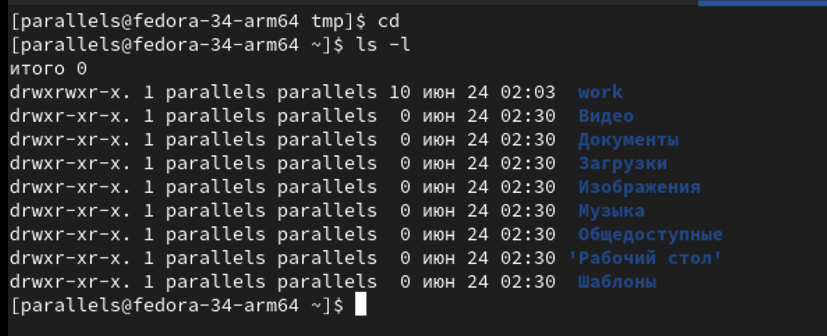 [parallels@fedora-34-arm64 tmp]$ cd
[parallels@fedora-34-arm64 ~]$ ls -l
итого 0
drwxrwxr-x. 1 parallels parallels 10 июн 24 02:03  work
drwxr-xr-x. 1 parallels parallels  0 июн 24 02:30  Видео
drwxr-xr-x. 1 parallels parallels  0 июн 24 02:30  Документы
drwxr-xr-x. 1 parallels parallels  0 июн 24 02:30  Загрузки
drwxr-xr-x. 1 parallels parallels  0 июн 24 02:30  Изображения
drwxr-xr-x. 1 parallels parallels  0 июн 24 02:30  Музыка
drwxr-xr-x. 1 parallels parallels  0 июн 24 02:30  Общедоступные
drwxr-xr-x. 1 parallels parallels  0 июн 24 02:30 'Рабочий стол'
drwxr-xr-x. 1 parallels parallels  0 июн 24 02:30  Шаблоны
[parallels@fedora-34-arm64 ~]$